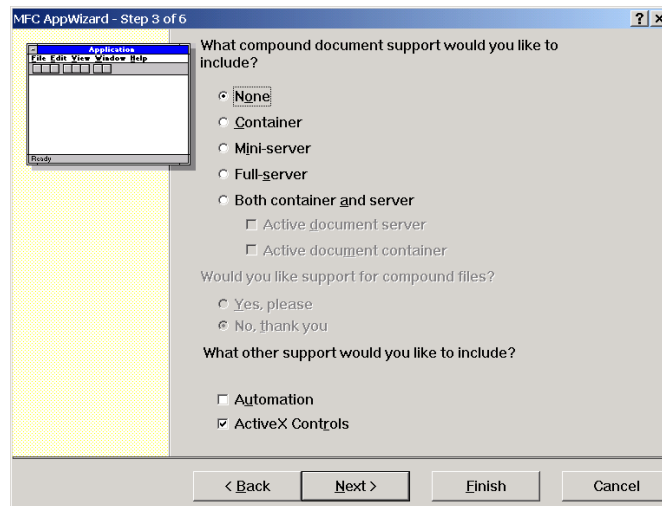 MFC AppWizard - Step 3 of 6
Application
File Edit View Window Help
Ready
What compound document support would you like to
include?
None
Container
Mini-server
Full-server
Both container and server
Active document server
Active document container
Would you like support for compound files?
Yes, please
No, thank you
What other support would you like to include?
Automation
ActiveX Controls
< Back Next > Finish Cancel